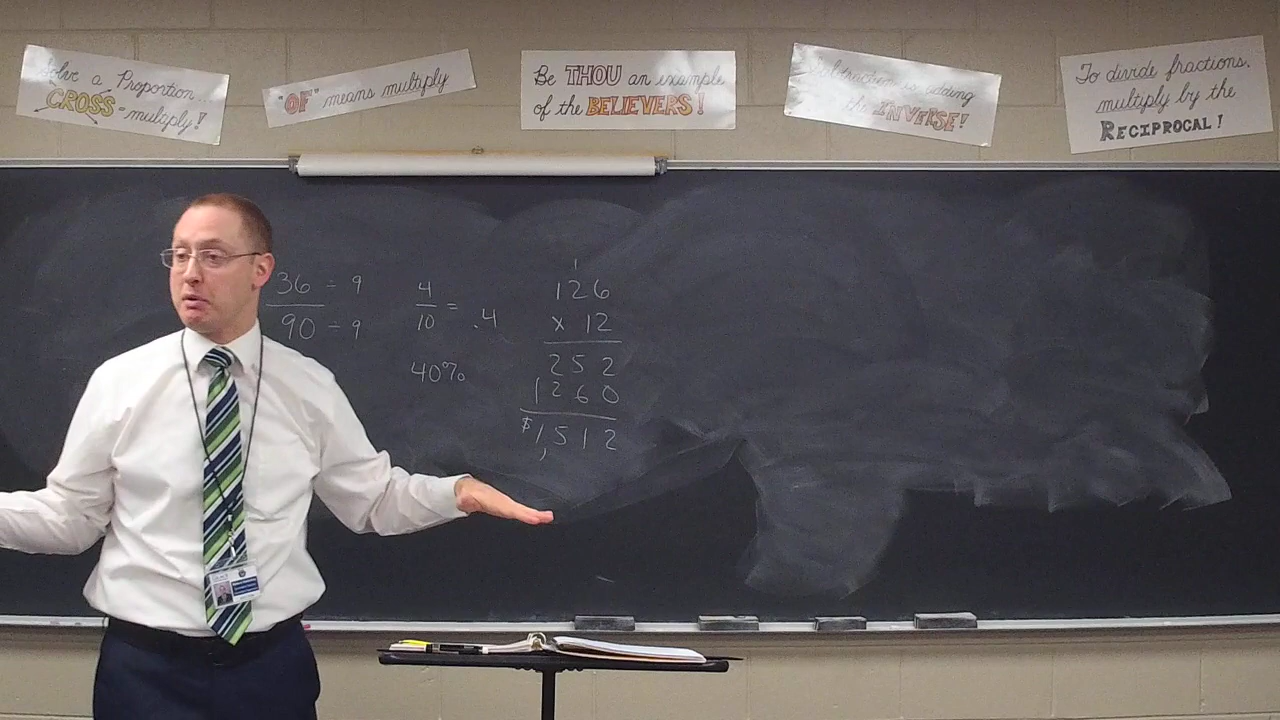 Solve a Proportion...
CROSS-multiply!
"OF" means multiply
Be THOU an example
of the BELIEVERS!
Subtraction is adding
the INVERSE!
To divide fractions,
multiply by the
RECIPROCAL!
36 ÷ 9
90 ÷ 9
4
10
= .4
40%
1
126
x 12
252
1260
$1,512